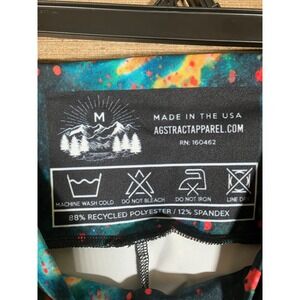 M
MADE IN THE USA
AGSTRACTAPPAREL.COM
RN: 160462
MACHINE WASH COLD DO NOT BLEACH DO NOT IRON LINE
88% RECYCLED POLYESTER / 12% SPANDEX